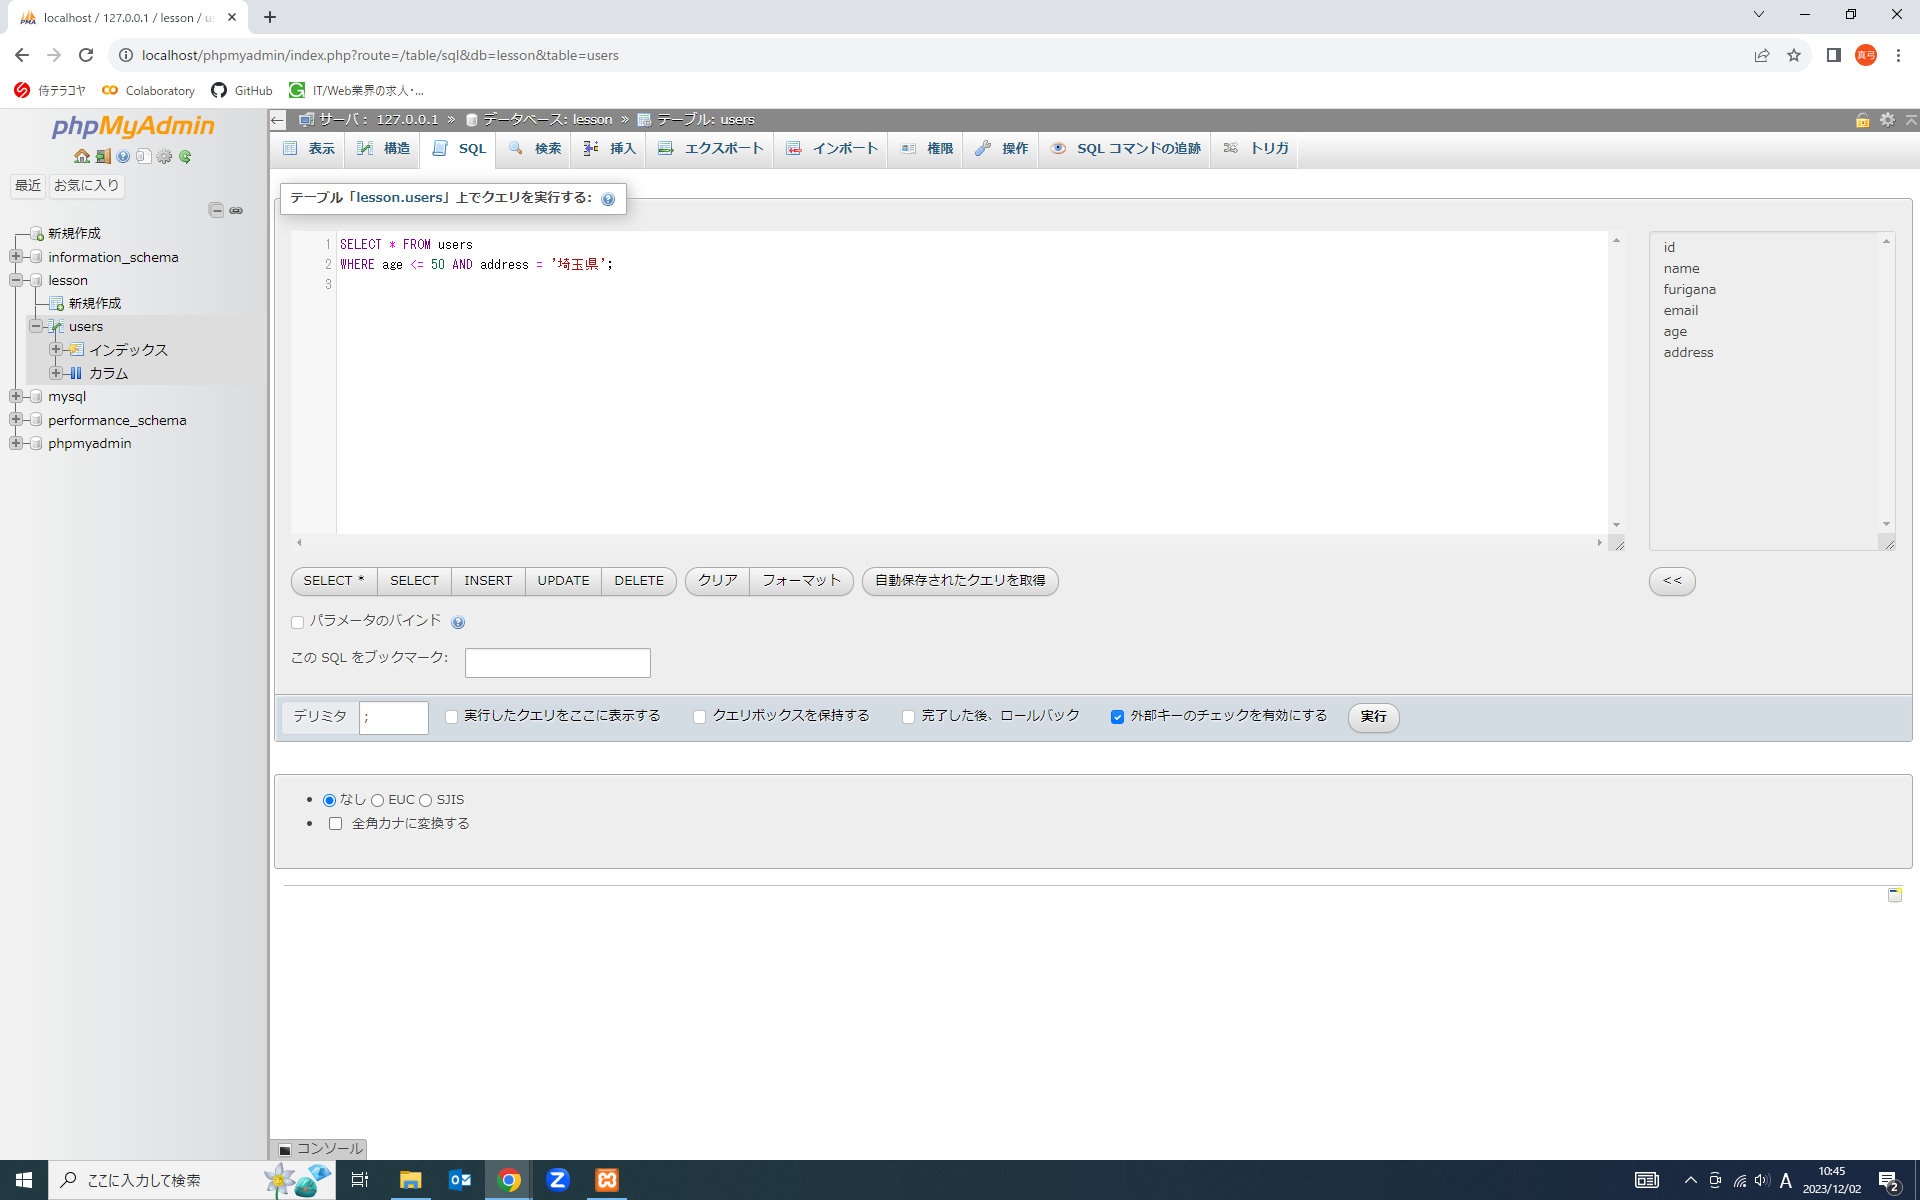 localhost / 127.0.0.1 / lesson / us
localhost/phpmyadmin/index.php?route=/table/sql&db=lesson&table=users
真弓
侍テラコヤ
Colaboratory
GitHub
IT/Web業界の求人・...
phpMyAdmin
最近
お気に入り
新規作成
information_schema
lesson
新規作成
users
インデックス
カラム
mysql
performance_schema
phpmyadmin
サーバ: 127.0.0.1 » データベース: lesson » テーブル: users
表示
構造
SQL
検索
挿入
エクスポート
インポート
権限
操作
SQL コマンドの追跡
トリガ
テーブル「lesson.users」上でクエリを実行する:
1 SELECT * FROM users
2 WHERE age <= 50 AND address = '埼玉県';
3
id
name
furigana
email
age
address
SELECT *
SELECT
INSERT
UPDATE
DELETE
クリア
フォーマット
自動保存されたクエリを取得
<<
パラメータのバインド
この SQL をブックマーク:
デリミタ
;
実行したクエリをここに表示する
クエリボックスを保持する
完了した後、ロールバック
外部キーのチェックを有効にする
実行
なし EUC SJIS
全角カナに変換する
コンソール
ここに入力して検索
A
10:45
2023/12/02
2